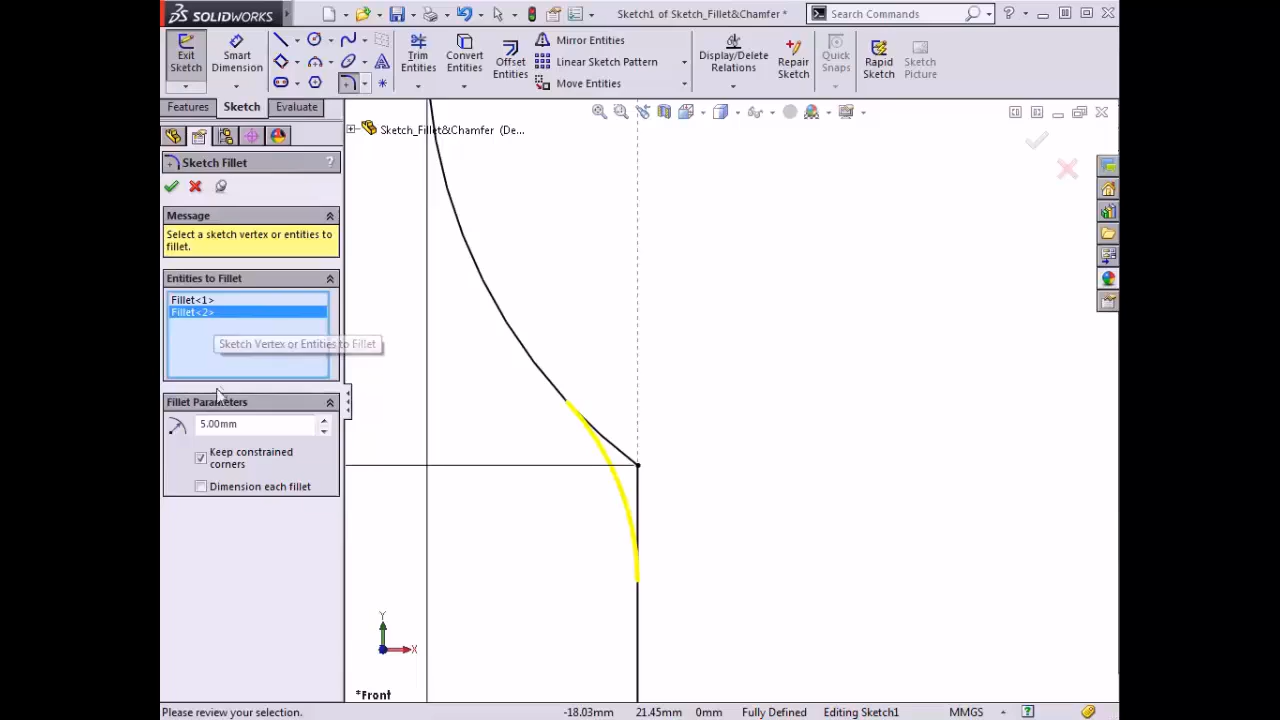 SOLIDWORKS
Sketch1 of Sketch_Fillet&Chamfer *
Search Commands
Exit Sketch
Smart Dimension
Trim Entities
Convert Entities
Offset Entities
Mirror Entities
Linear Sketch Pattern
Move Entities
Display/Delete Relations
Repair Sketch
Quick Snaps
Rapid Sketch
Sketch Picture
Features
Sketch
Evaluate
Sketch_Fillet&Chamfer (De...
Sketch Fillet
?
Message
Select a sketch vertex or entities to
fillet.
Entities to Fillet
Fillet<1>
Fillet<2>
Sketch Vertex or Entities to Fillet
Fillet Parameters
5.00mm
Keep constrained
corners
Dimension each fillet
Y
X
*Front
Please review your selection.
-18.03mm
21.45mm
0mm
Fully Defined
Editing Sketch1
MMGS
?